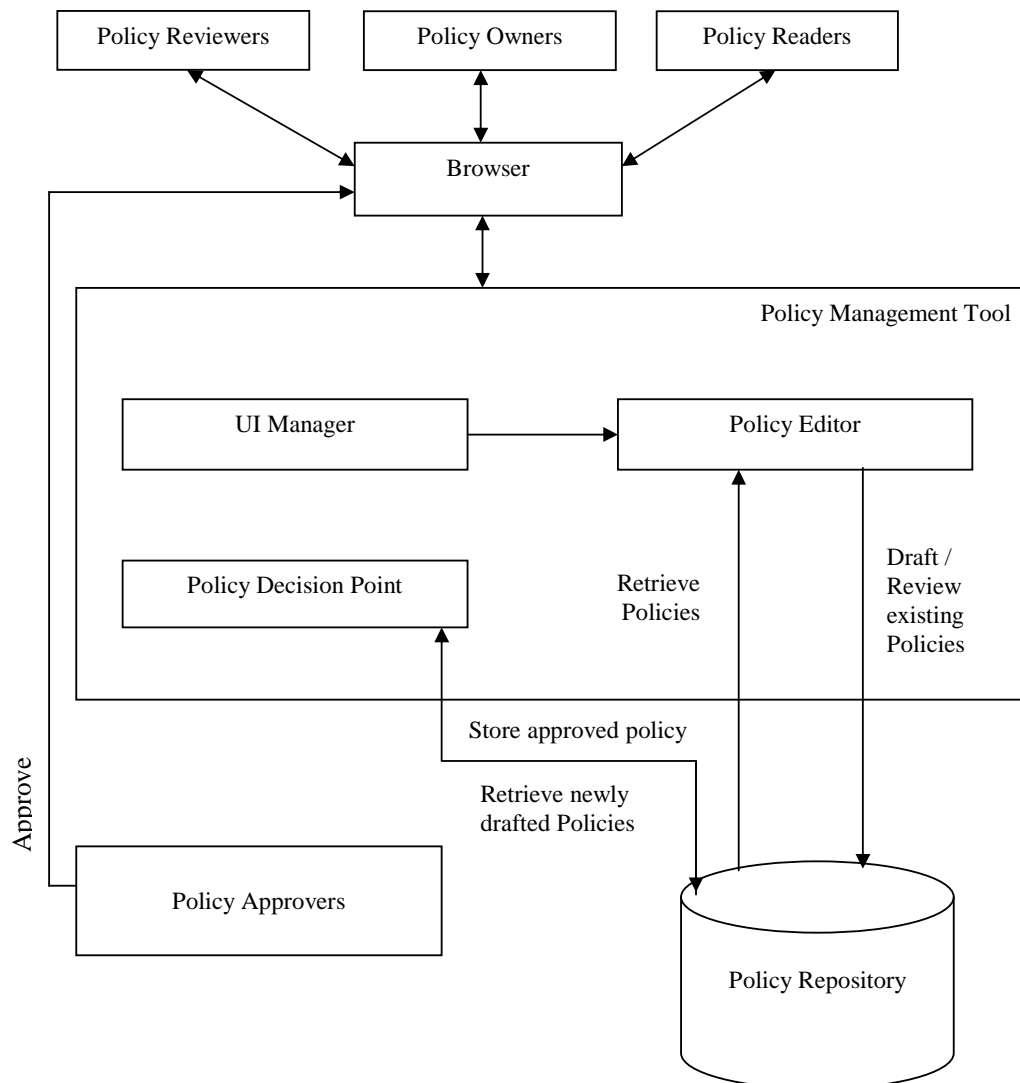 Policy Reviewers
Policy Owners
Policy Readers
Browser
Policy Management Tool
UI Manager
Policy Editor
Policy Decision Point
Retrieve
Policies
Draft /
Review
existing
Policies
Store approved policy
Retrieve newly
drafted Policies
Approve
Policy Approvers
Policy Repository